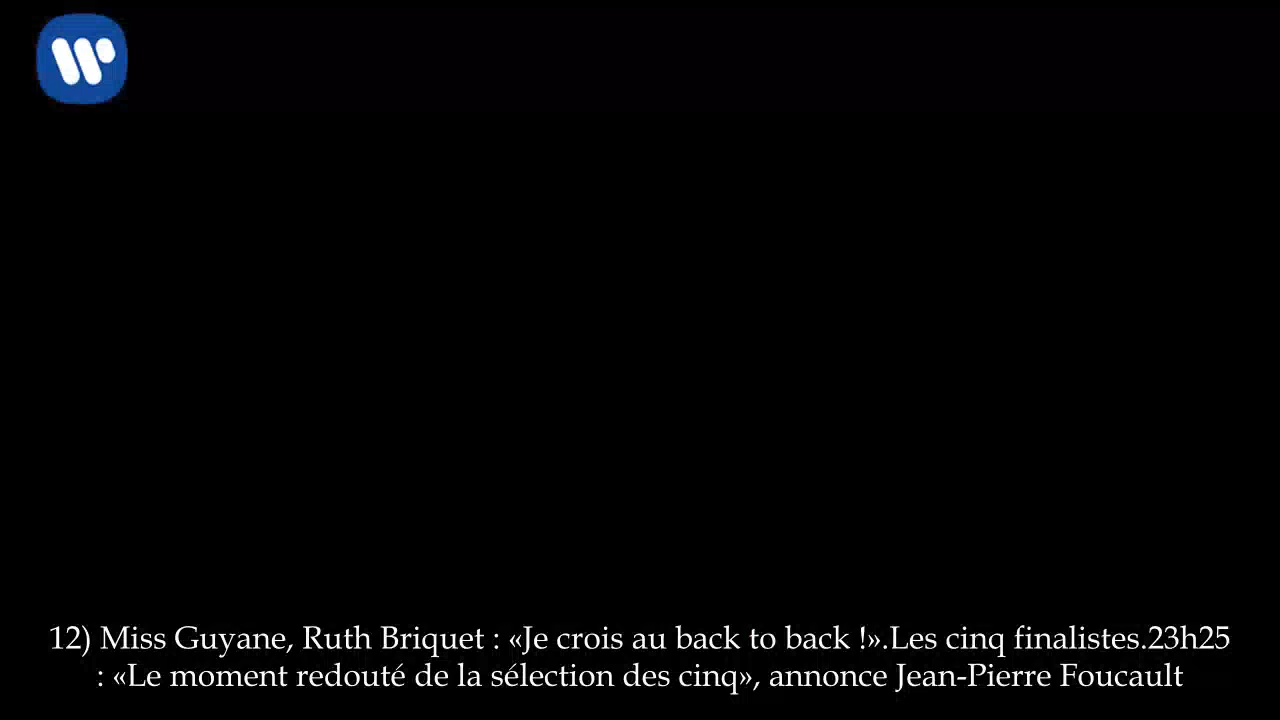 12) Miss Guyane, Ruth Briquet : «Je crois au back to back !».Les cinq finalistes.23h25
: «Le moment redouté de la sélection des cinq», annonce Jean-Pierre Foucault